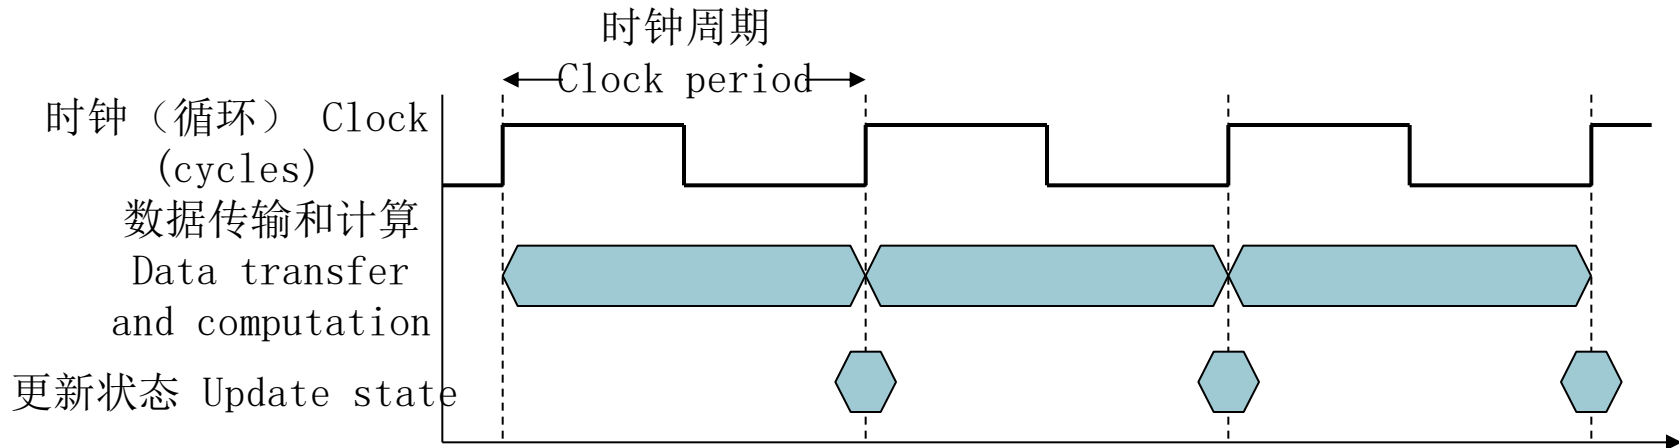 时钟周期
Clock period
时钟（循环） Clock
(cycles)
数据传输和计算
Data transfer
and computation
更新状态 Update state